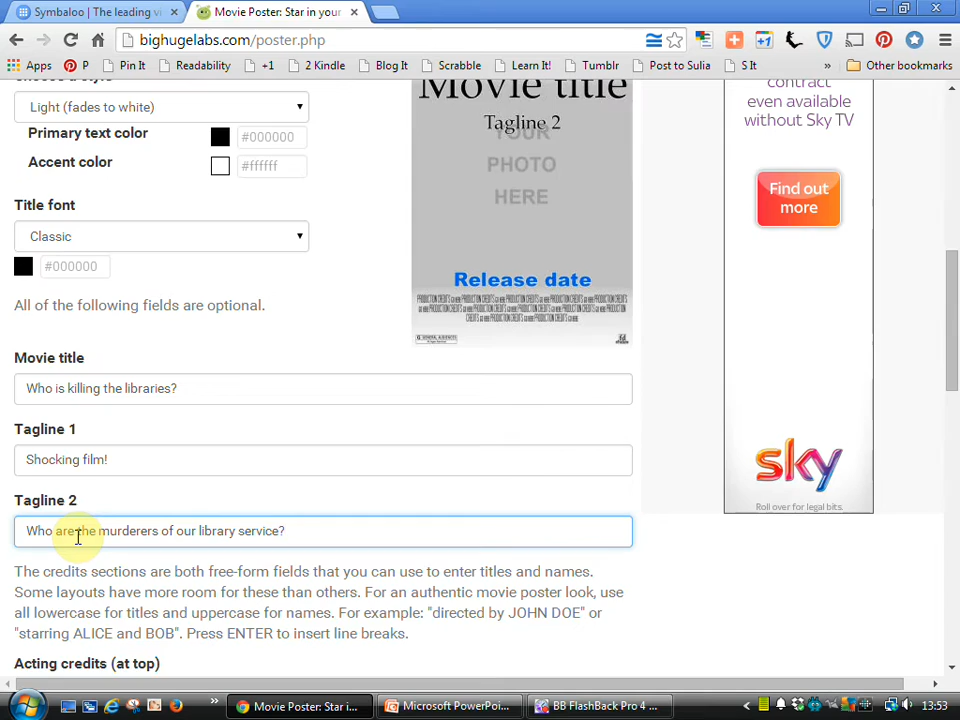 Symbaloo | The leading vi
Movie Poster: Star in your
bighugelabs.com/poster.php
Apps
P
Pin It
Readability
+1
2 Kindle
Blog It
Scrabble
Learn It!
Tumblr
Post to Sulia
S It
»
Other bookmarks
Light (fades to white)
Primary text color
#000000
Accent color
#ffffff
Title font
Classic
#000000
All of the following fields are optional.
Movie title
Who is killing the libraries?
Tagline 1
Shocking film!
Tagline 2
Who are the murderers of our library service?
The credits sections are both free-form fields that you can use to enter titles and names.
Some layouts have more room for these than others. For an authentic movie poster look, use
all lowercase for titles and uppercase for names. For example: "directed by JOHN DOE" or
"starring ALICE and BOB". Press ENTER to insert line breaks.
Acting credits (at top)
Movie title
Tagline 2
YOUR
PHOTO
HERE
Release date
contract
even available
without Sky TV
Find out
more
sky
Roll over for legal bits.
Movie Poster: Star i...
Microsoft PowerPoi...
BB FlashBack Pro 4 ...
13:53